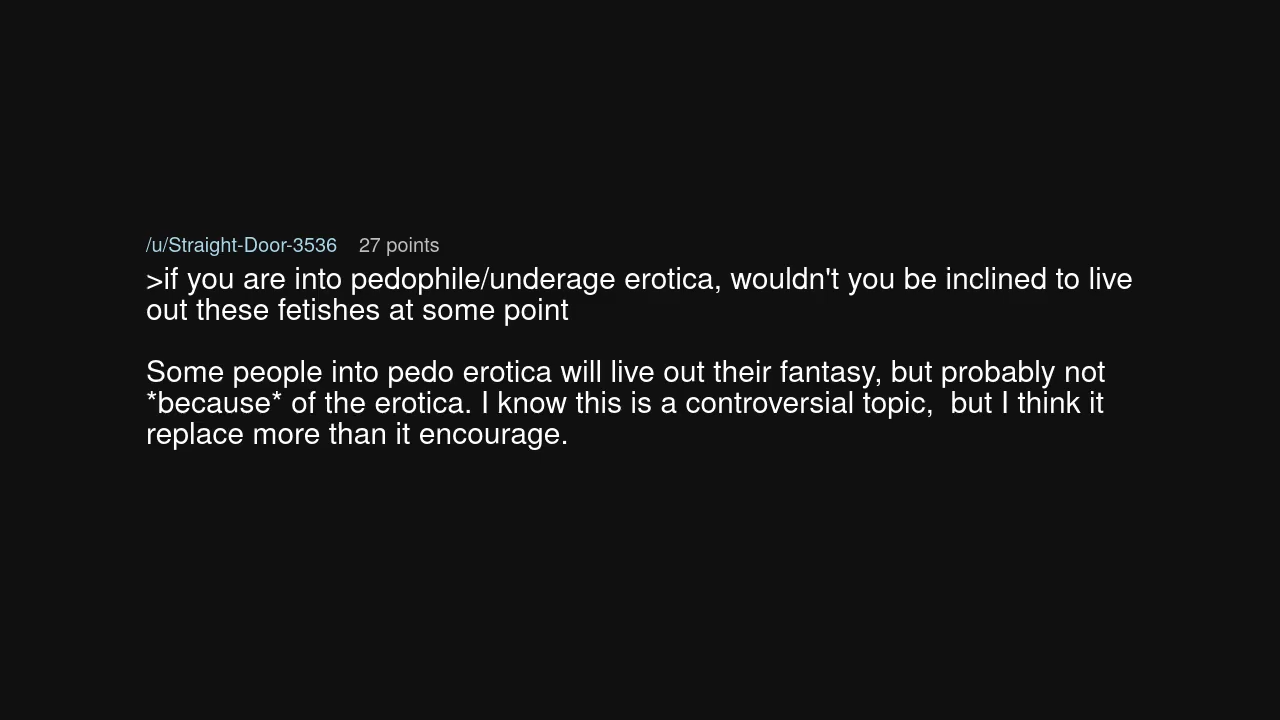 /u/Straight-Door-3536 27 points
>if you are into pedophile/underage erotica, wouldn't you be inclined to live
out these fetishes at some point
Some people into pedo erotica will live out their fantasy, but probably not
*because* of the erotica. I know this is a controversial topic,  but I think it
replace more than it encourage.